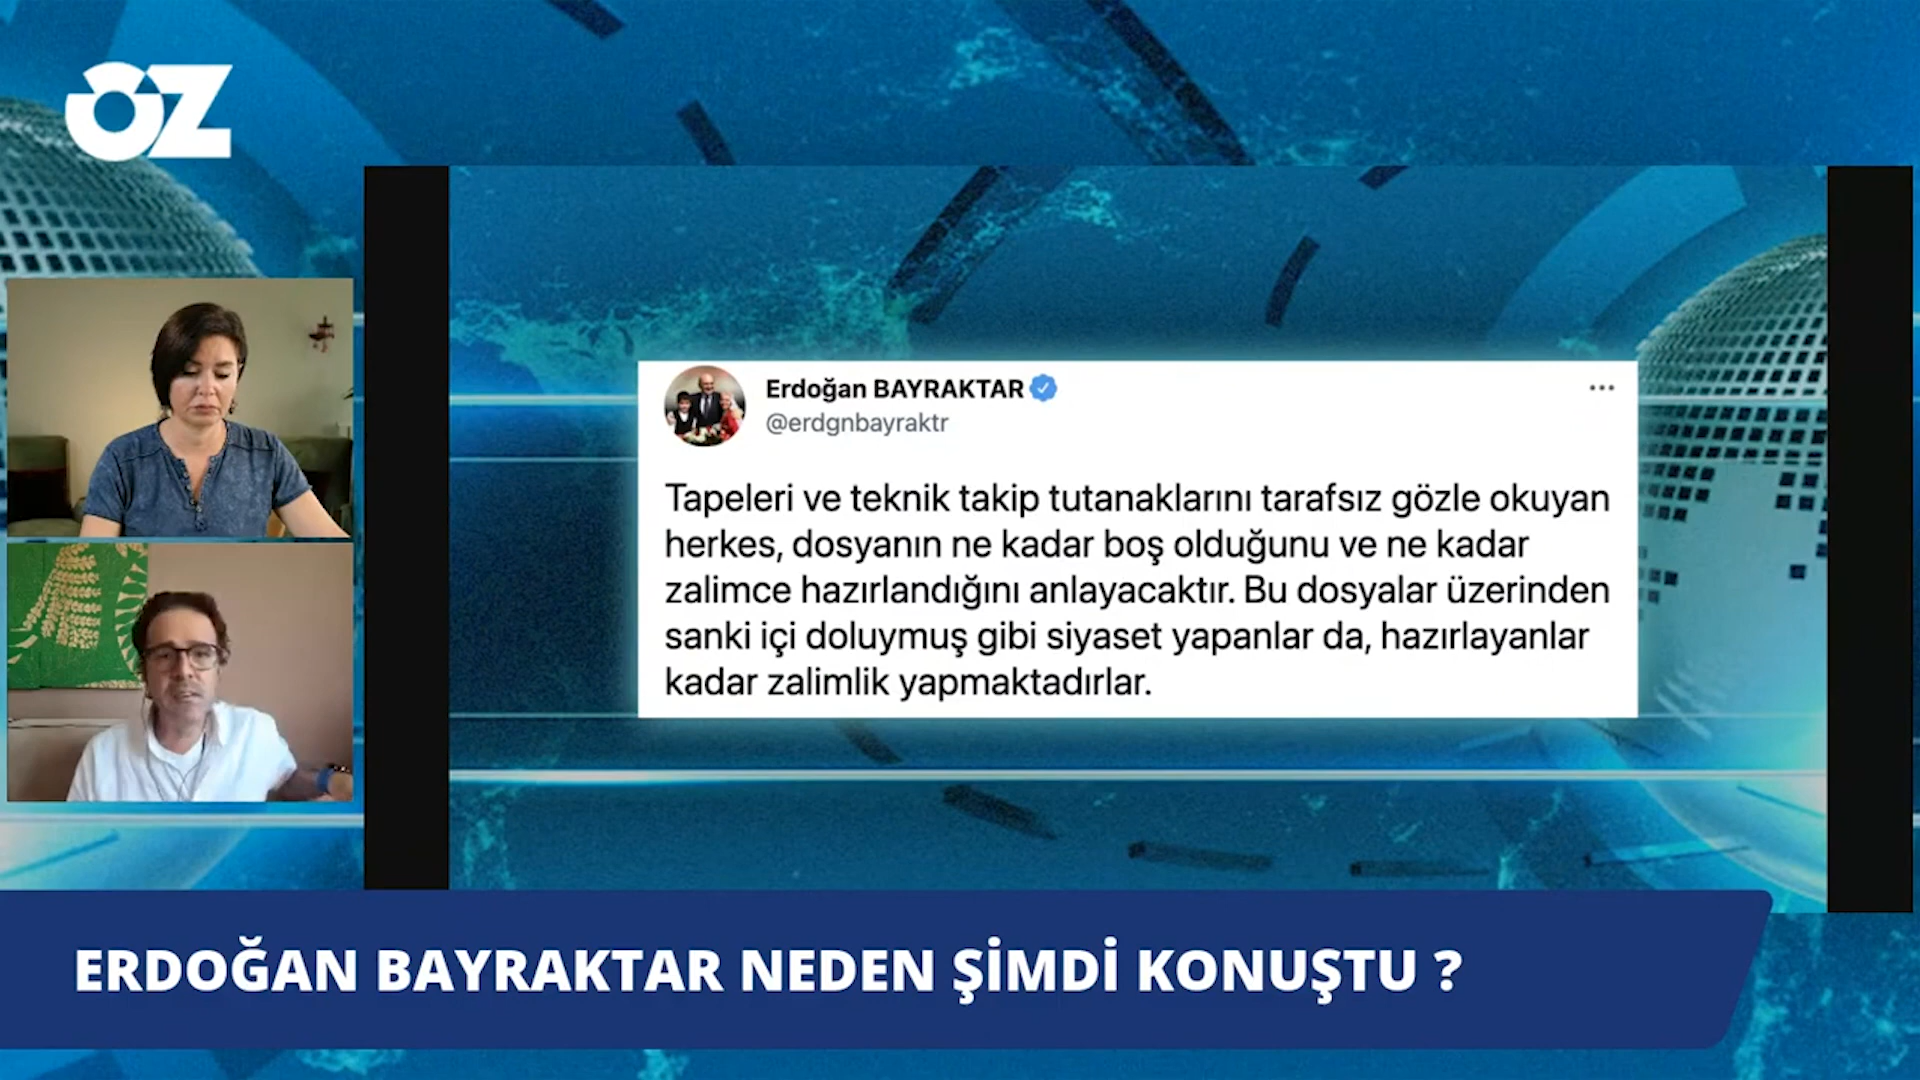 ÖZ
Erdoğan BAYRAKTAR
@erdgnbayraktr
Tapeleri ve teknik takip tutanaklarını tarafsız gözle okuyan
herkes, dosyanın ne kadar boş olduğunu ve ne kadar
zalimce hazırlandığını anlayacaktır. Bu dosyalar üzerinden
sanki içi doluymuş gibi siyaset yapanlar da, hazırlayanlar
kadar zalimlik yapmaktadırlar.
ERDOĞAN BAYRAKTAR NEDEN ŞİMDİ KONUŞTU ?